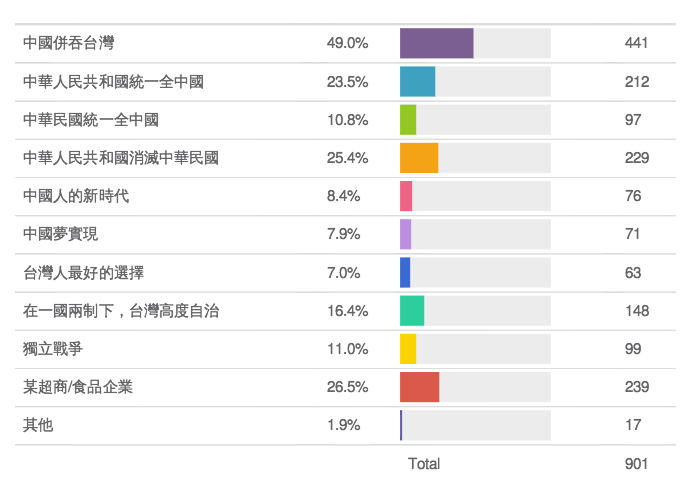 中國併吞台灣 49.0% 441
中華人民共和國統一全中國 23.5% 212
中華民國統一全中國 10.8% 97
中華人民共和國消滅中華民國 25.4% 229
中國人的新時代 8.4% 76
中國夢實現 7.9% 71
台灣人最好的選擇 7.0% 63
在一國兩制下，台灣高度自治 16.4% 148
獨立戰爭 11.0% 99
某超商/食品企業 26.5% 239
其他 1.9% 17
Total 901